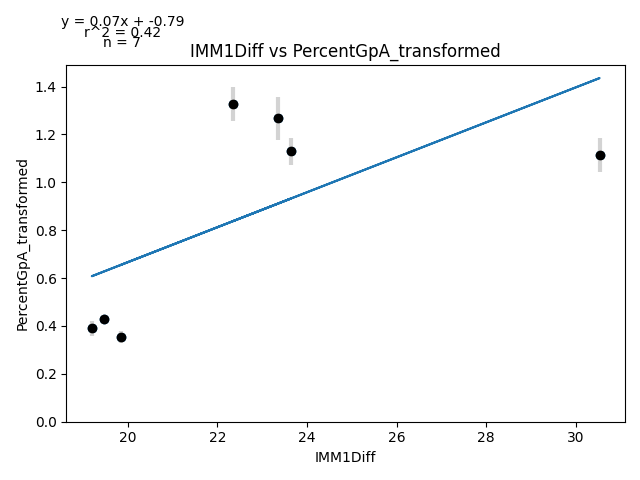 y = 0.07x + -0.79
r^2 = 0.42
n = 7
IMM1Diff vs PercentGpA_transformed
1.4
1.2
1.0
0.8
0.6
0.4
0.2
0.0
PercentGpA_transformed
20 22 24 26 28 30
IMM1Diff